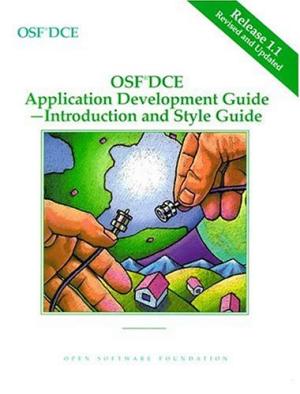 OSF® DCE
Release 1.1
Revised and Updated
OSF® DCE
Application Development Guide
—Introduction and Style Guide
OPEN SOFTWARE FOUNDATION